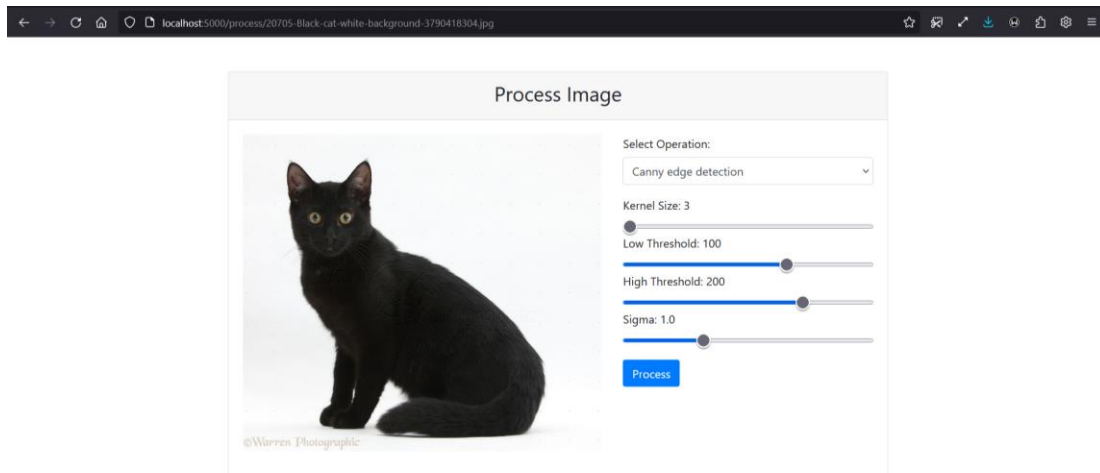 localhost:5000/process/20705-Black-cat-white-background-3790418304.jpg
Process Image
Select Operation:
Canny edge detection
Kernel Size: 3
Low Threshold: 100
High Threshold: 200
Sigma: 1.0
Process
©Warren Photographic